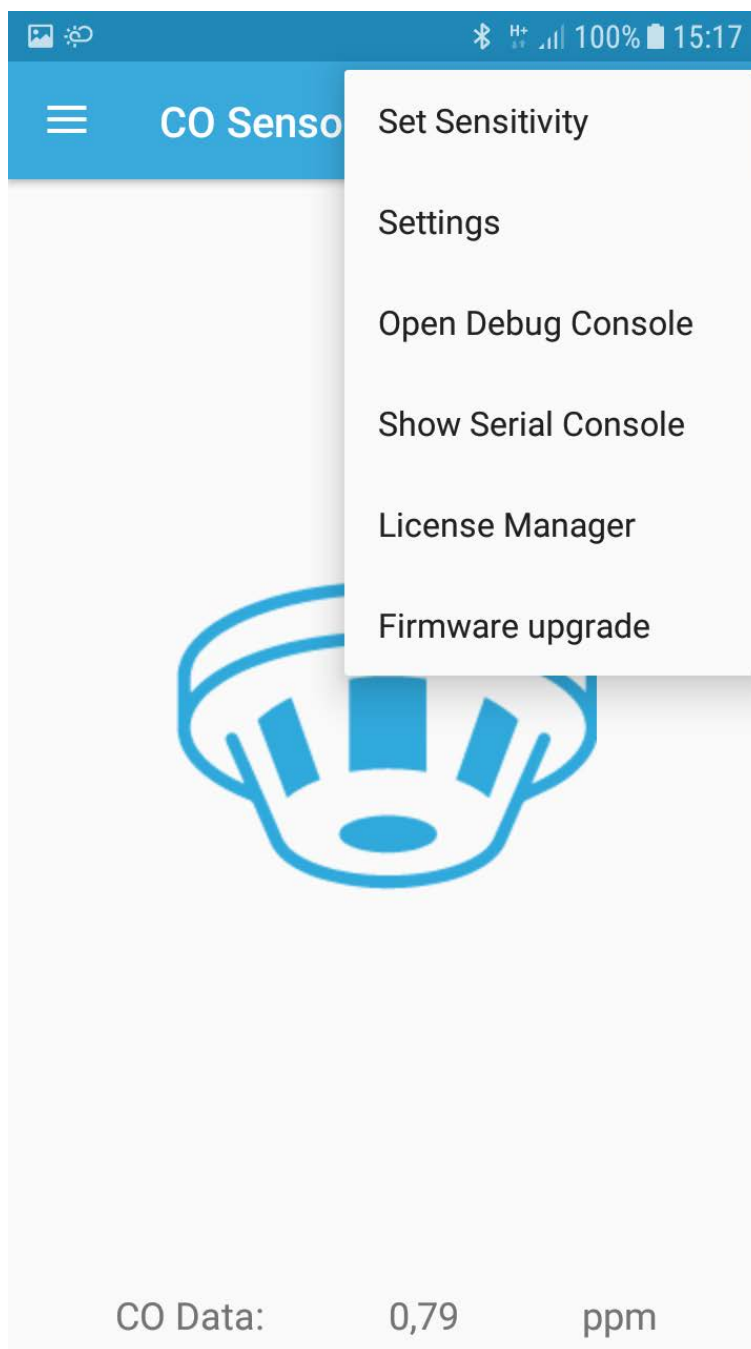 H+ 100% 15:17
CO Senso
Set Sensitivity
Settings
Open Debug Console
Show Serial Console
License Manager
Firmware upgrade
CO Data: 0,79 ppm